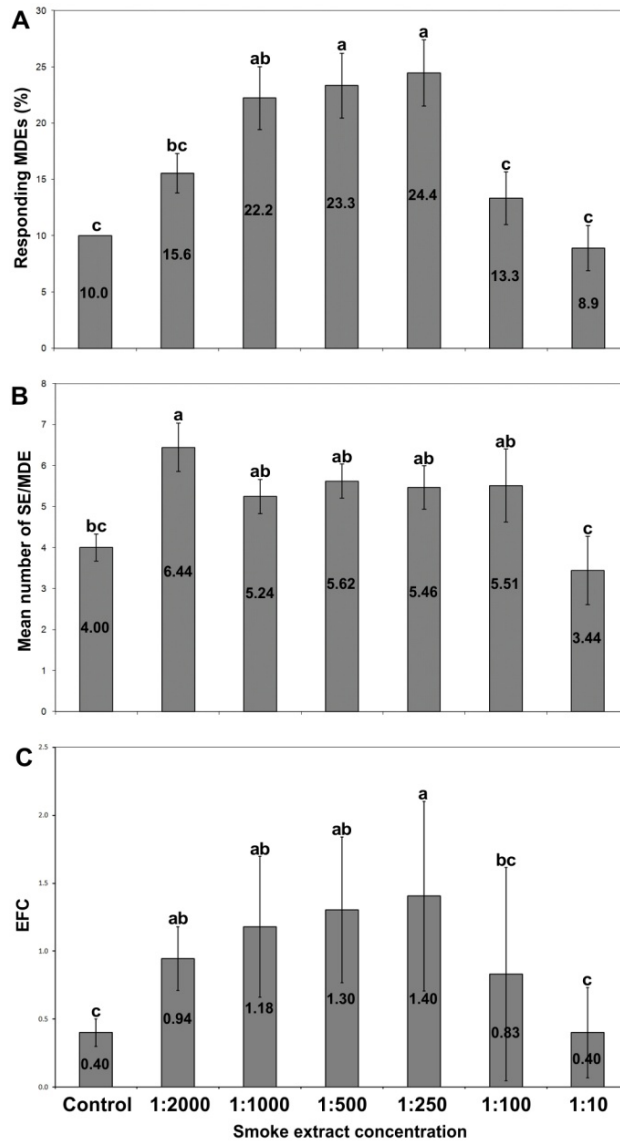 A
Responding MDEs (%)
30
25
20
15
10
5
0
c bc ab a a c c
10.0 15.6 22.2 23.3 24.4 13.3 8.9
B
Mean number of SE/MDE
8
7
6
5
4
3
2
1
0
bc a ab ab ab ab c
4.00 6.44 5.24 5.62 5.46 5.51 3.44
C
EFC
2.5
2.0
1.5
1.0
0.5
0.0
c ab ab ab a bc c
0.40 0.94 1.18 1.30 1.40 0.83 0.40
Control 1:2000 1:1000 1:500 1:250 1:100 1:10
Smoke extract concentration